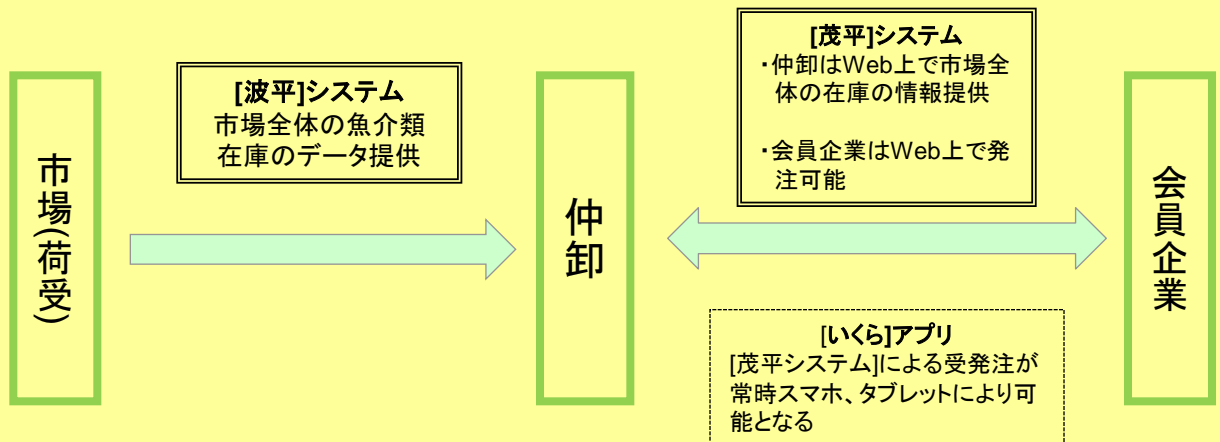 市場(荷受)
[波平]システム
市場全体の魚介類
在庫のデータ提供
仲卸
[茂平]システム
・仲卸はWeb上で市場全
体の在庫の情報提供
・会員企業はWeb上で発
注可能
[いくら]アプリ
[茂平システム]による受発注が
常時スマホ、タブレットにより可
能となる
会員企業